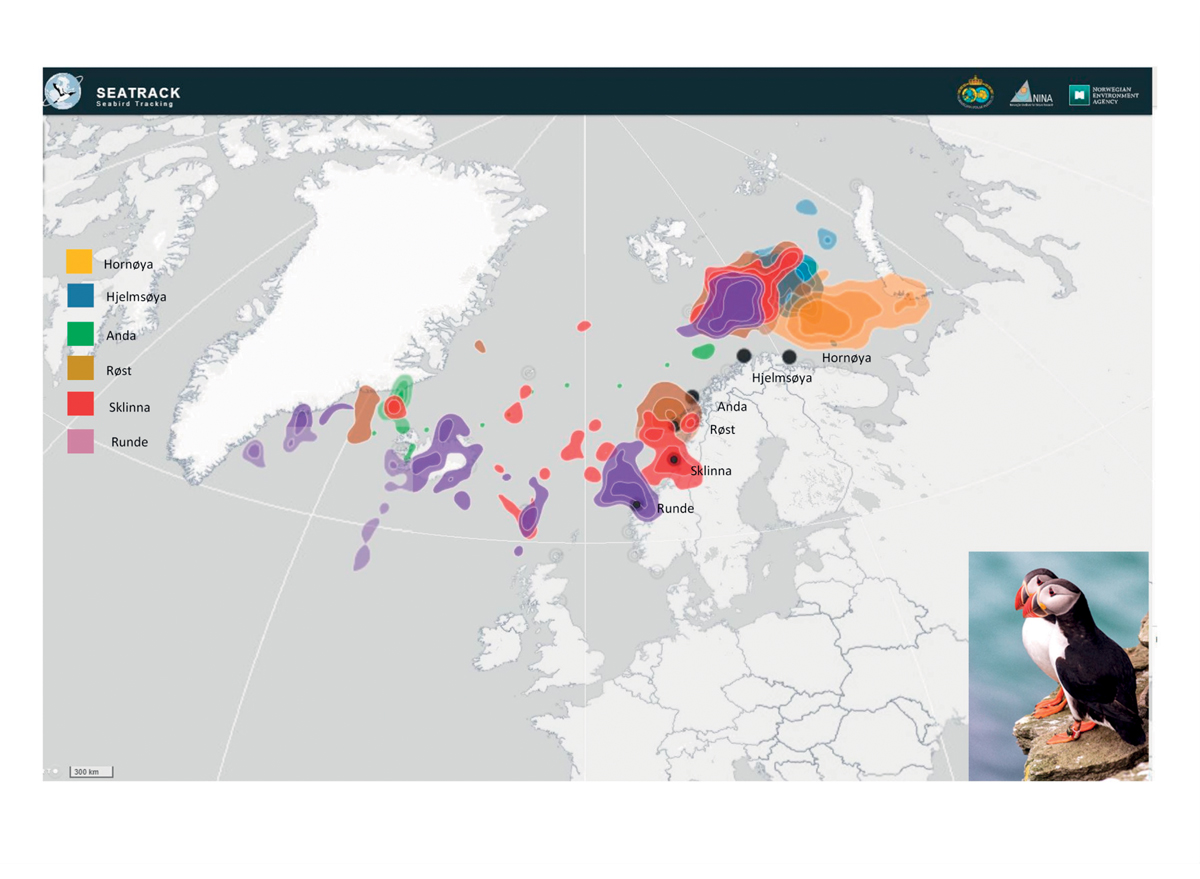 SEATRACK
Seabird Tracking
NINA
NORWEGIAN
ENVIRONMENT
AGENCY
Hornøya
Hjelmsøya
Anda
Røst
Sklinna
Runde
Hornøya
Hjelmsøya
Anda
Røst
Sklinna
Runde
300 km